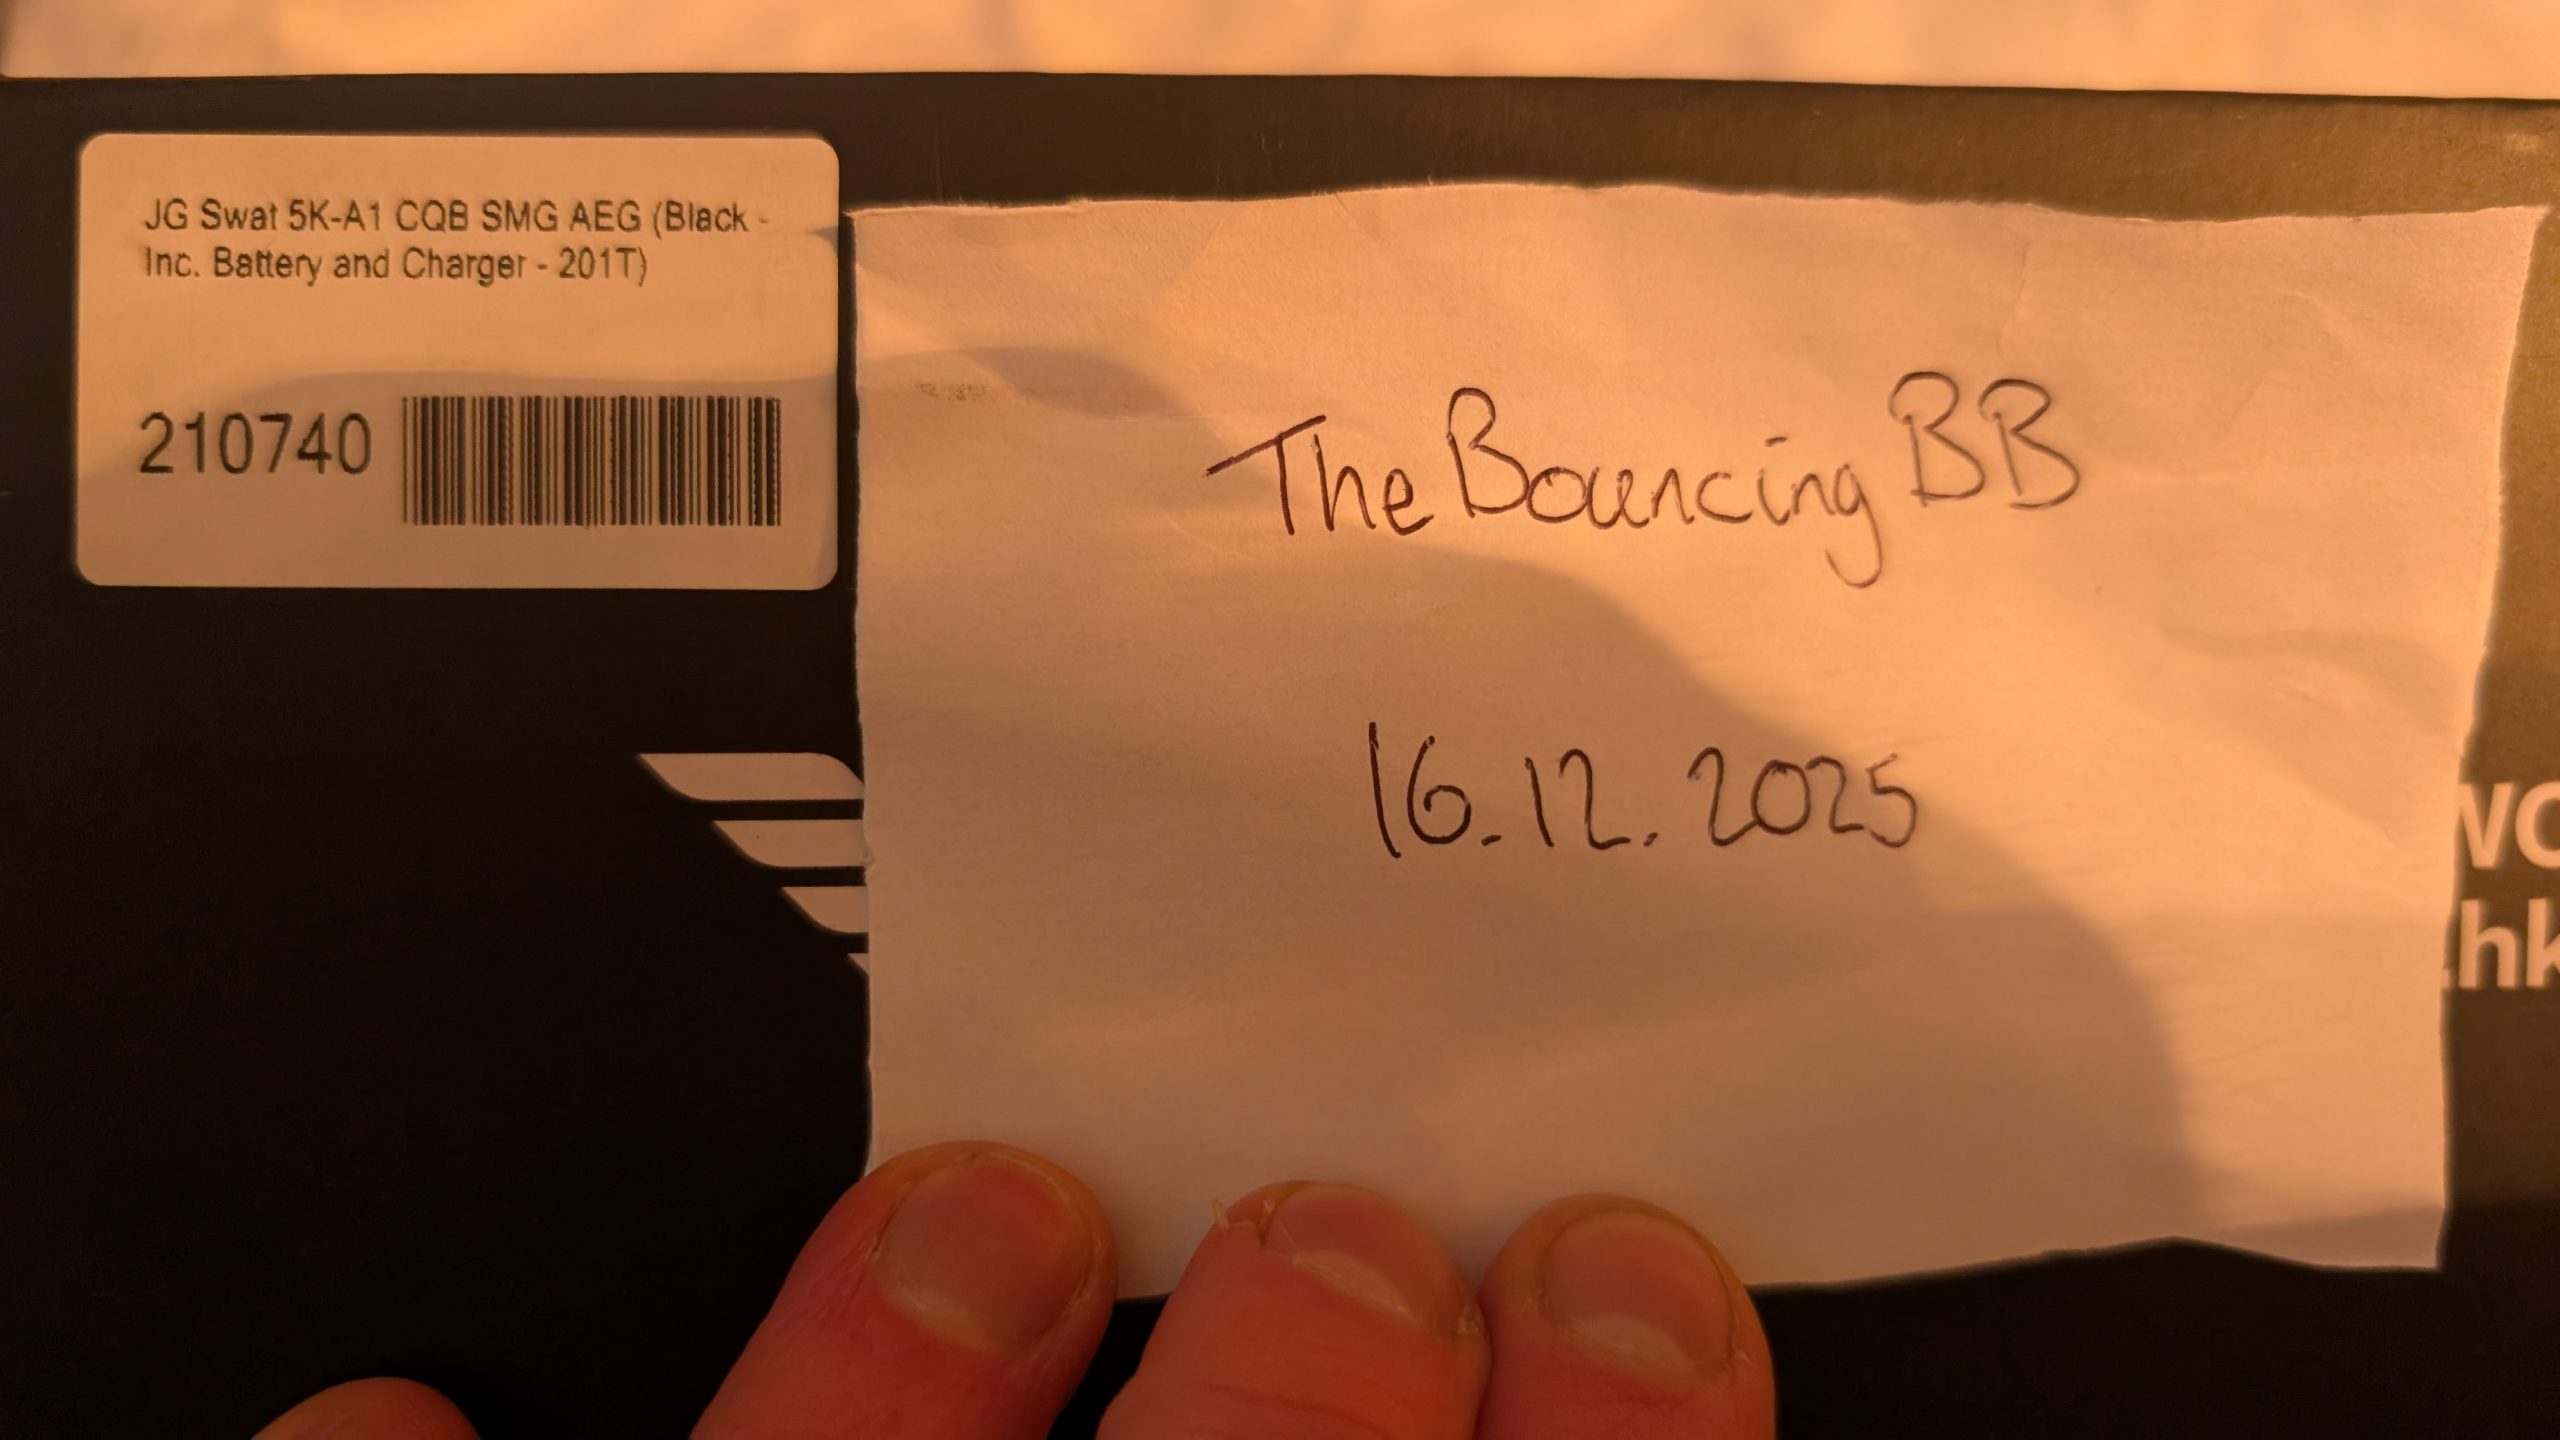 JG Swat 5K-A1 CQB SMG AEG (Black -
Inc. Battery and Charger - 201T)
210740
The Bouncing BB
16.12.2025
.hk